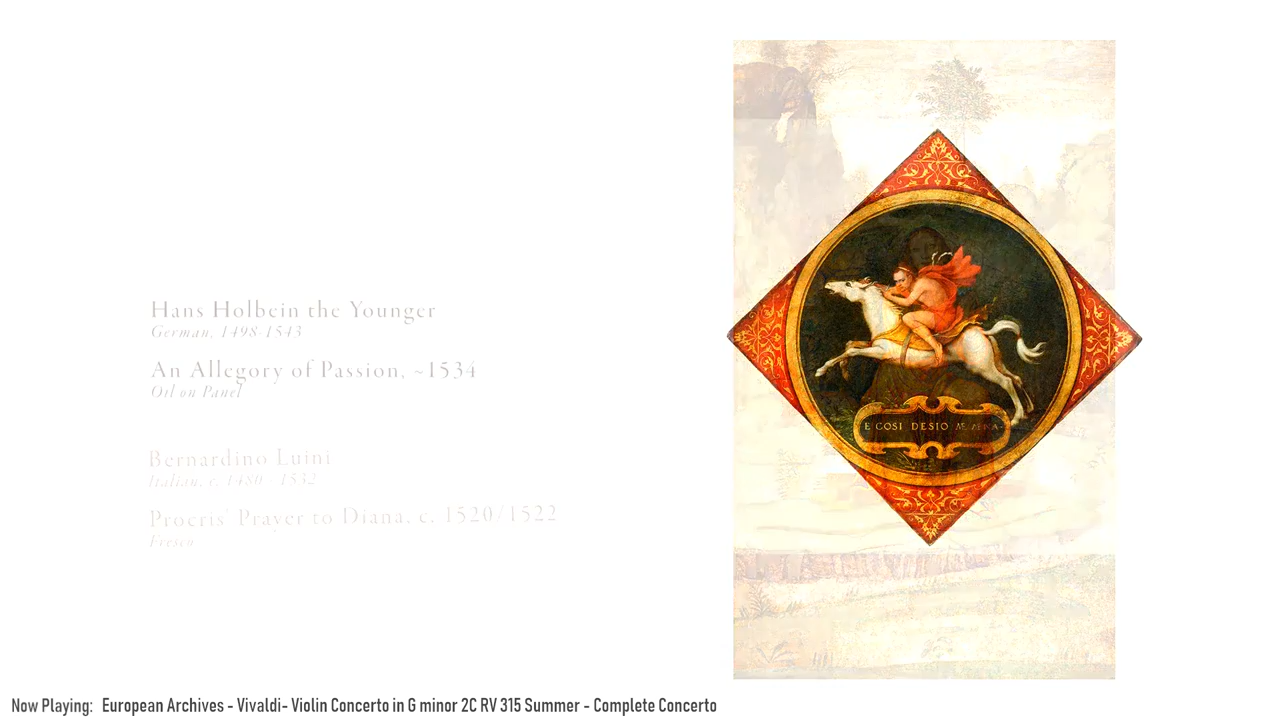 Hans Holbein the Younger
German, 1498-1543
An Allegory of Passion, ~1534
Oil on Panel
Bernardino Luini
Italian, c. 1480 - 1532
Procris' Prayer to Diana, c. 1520/1522
Fresco
E COSI DESIO ME MENA
Now Playing: European Archives - Vivaldi- Violin Concerto in G minor 2C RV 315 Summer - Complete Concerto